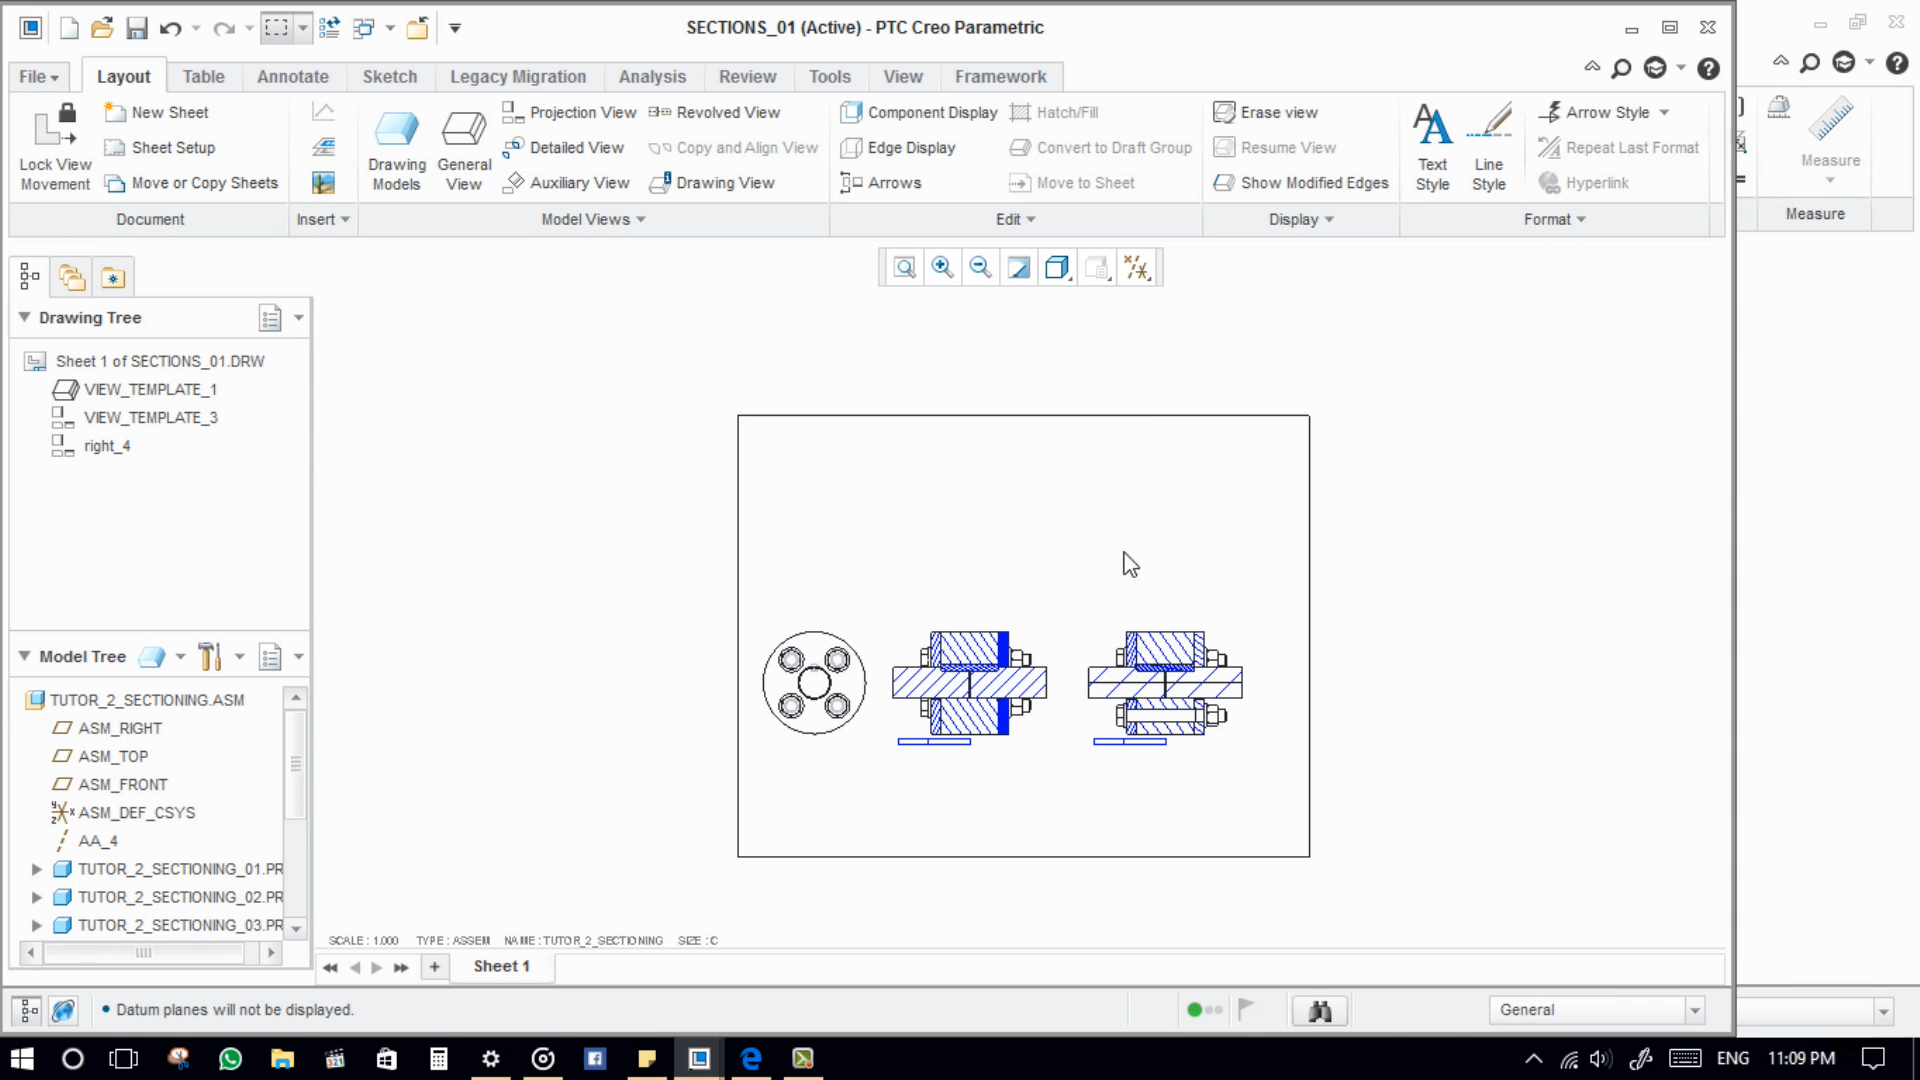 SECTIONS_01 (Active) - PTC Creo Parametric
File
Layout
Table
Annotate
Sketch
Legacy Migration
Analysis
Review
Tools
View
Framework
Lock View Movement
New Sheet
Sheet Setup
Move or Copy Sheets
Document
Insert
Drawing Models
General View
Projection View
Detailed View
Auxiliary View
Revolved View
Copy and Align View
Drawing View
Model Views
Component Display
Edge Display
Arrows
Hatch/Fill
Convert to Draft Group
Move to Sheet
Edit
Erase view
Resume View
Show Modified Edges
Display
Text Style
Line Style
Arrow Style
Repeat Last Format
Hyperlink
Format
Measure
Measure
Drawing Tree
Sheet 1 of SECTIONS_01.DRW
VIEW_TEMPLATE_1
VIEW_TEMPLATE_3
right_4
Model Tree
TUTOR_2_SECTIONING.ASM
ASM_RIGHT
ASM_TOP
ASM_FRONT
ASM_DEF_CSYS
AA_4
TUTOR_2_SECTIONING_01.PR
TUTOR_2_SECTIONING_02.PR
TUTOR_2_SECTIONING_03.PR
SCALE : 1.000 TYPE : ASSEM NAME : TUTOR_2_SECTIONING SIZE : C
Sheet 1
• Datum planes will not be displayed.
General
ENG
11:09 PM